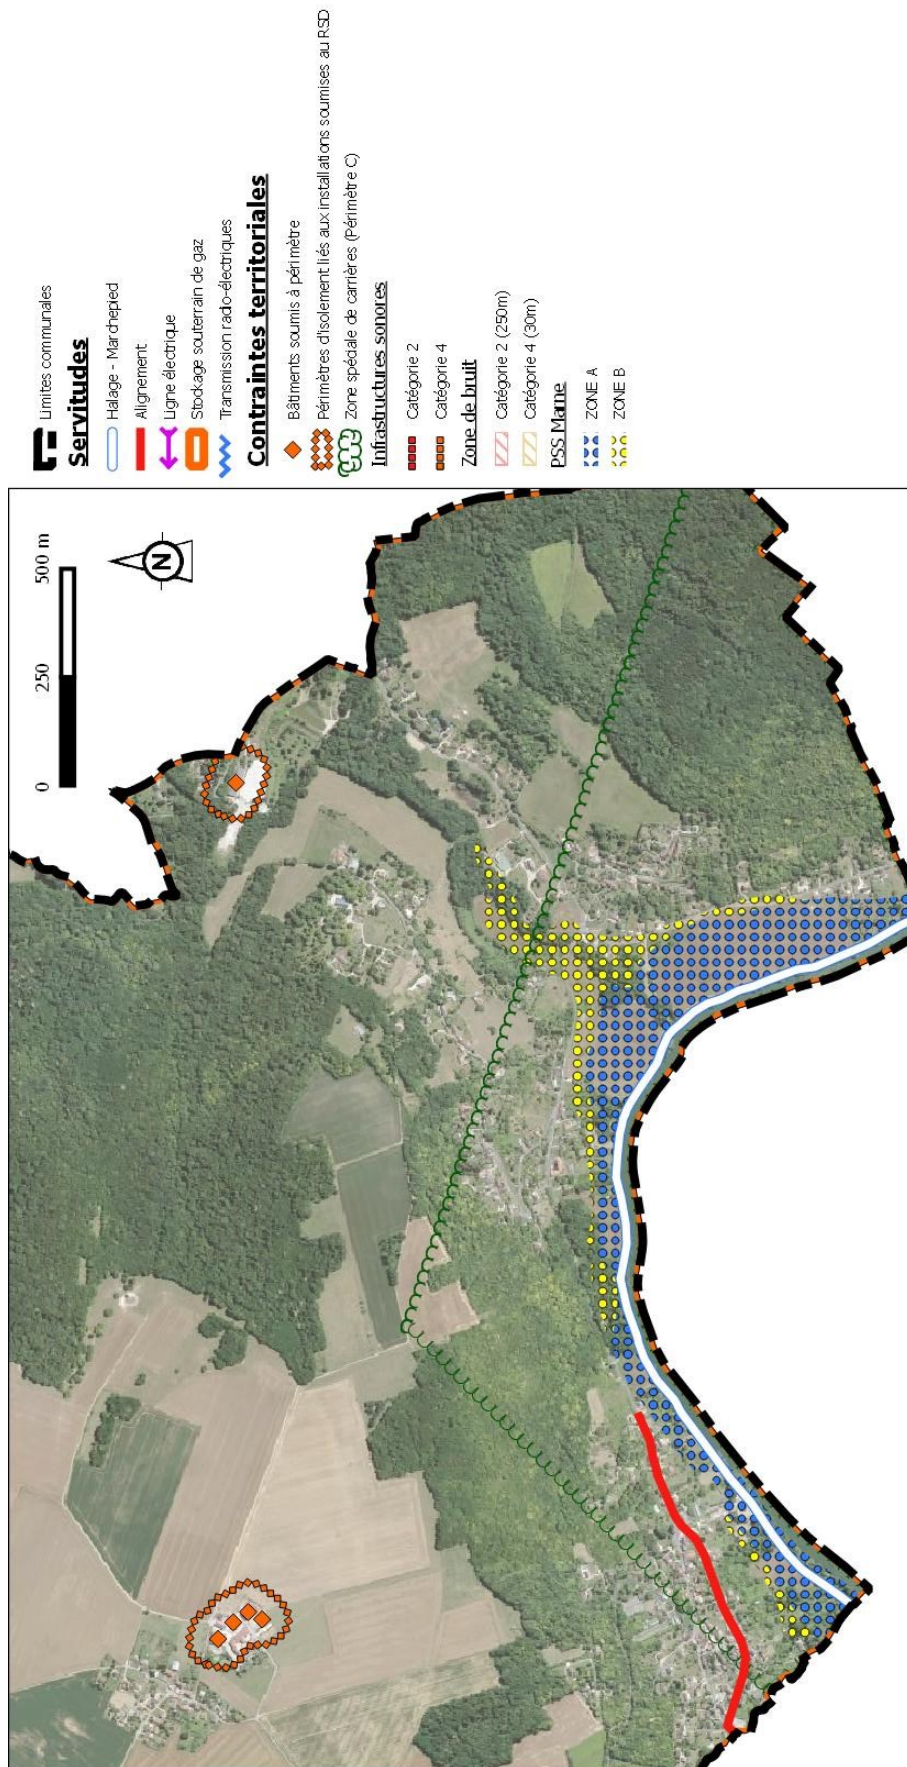 Limites communales
Servitudes
Halage - Marchepied
Alignement
Ligne électrique
Stockage souterrain de gaz
Transmission radio-électriques
Contraintes territoriales
Bâtiments soumis à périmètre
Périmètres d'isolement liés aux installations soumises au RSD
Zone spéciale de carrières (Périmètre C)
Infrastructures sonores
Catégorie 2
Catégorie 4
Zone de bruit
Catégorie 2 (250m)
Catégorie 4 (30m)
PSS Marne
ZONE A
ZONE B
0 250 500 m
N